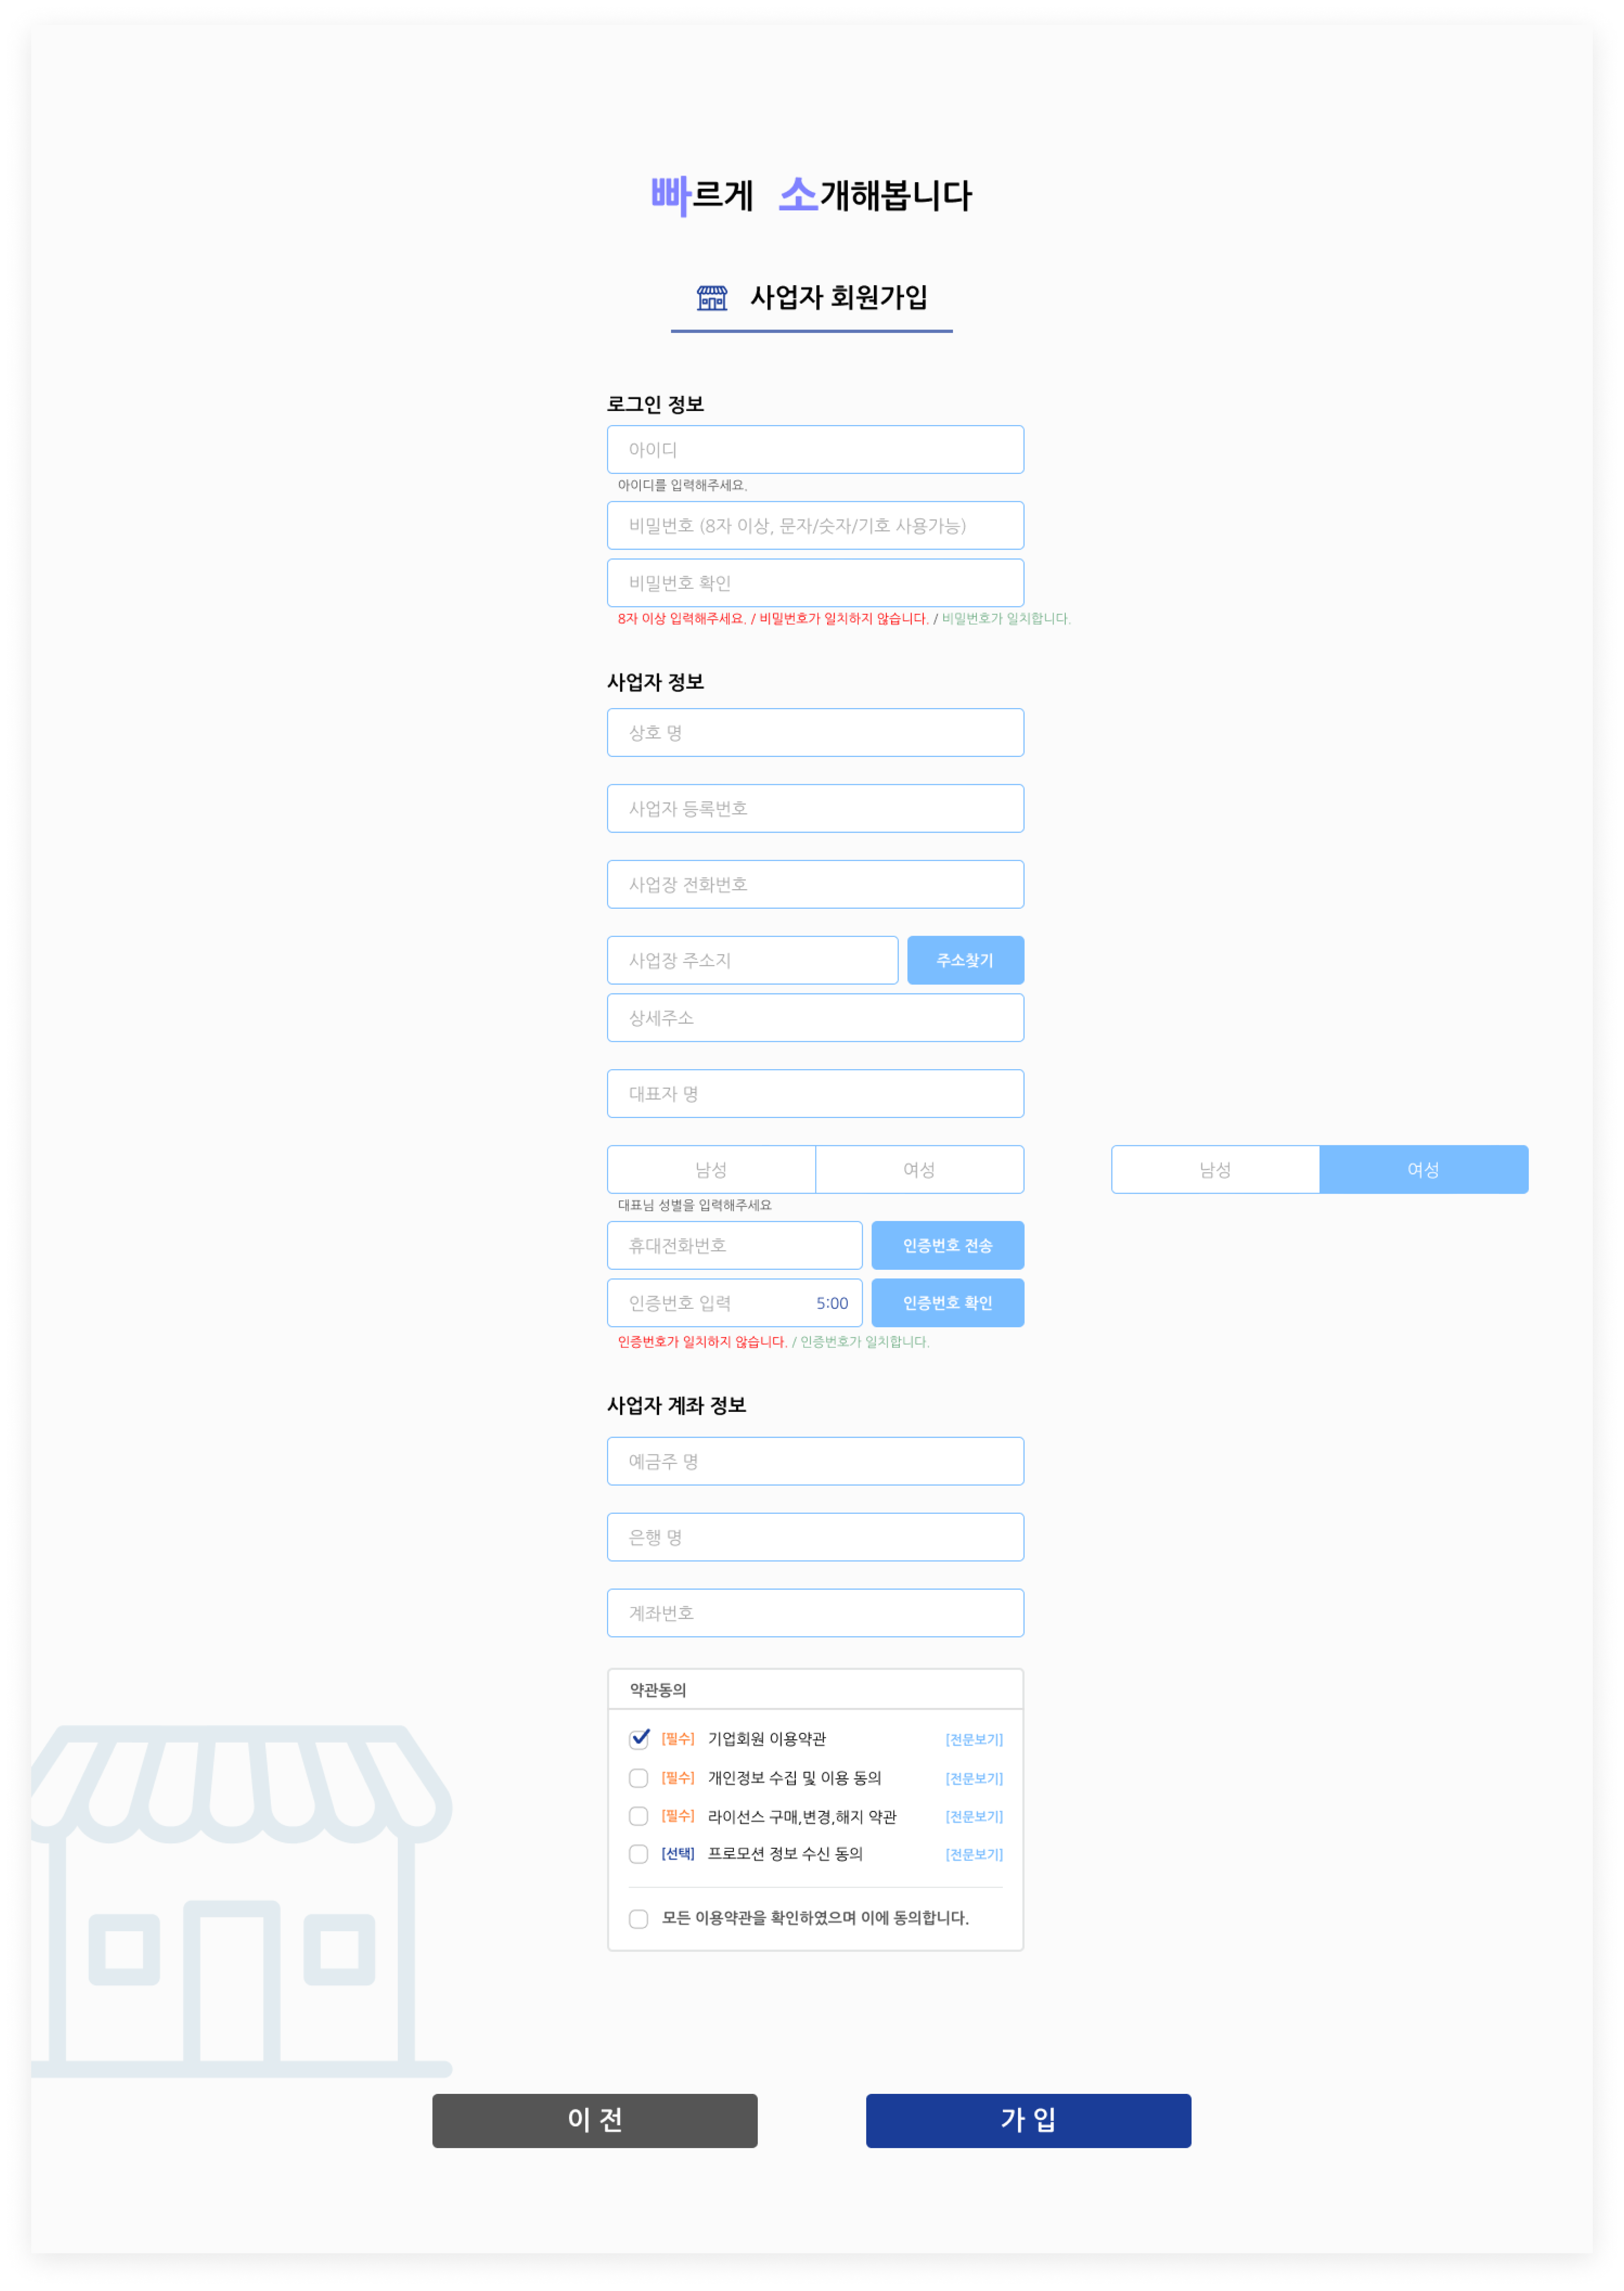 빠르게 소개해봅니다
사업자 회원가입
로그인 정보
아이디
아이디를 입력해주세요.
비밀번호 (8자 이상, 문자/숫자/기호 사용가능)
비밀번호 확인
8자 이상 입력해주세요. / 비밀번호가 일치하지 않습니다. / 비밀번호가 일치합니다.
사업자 정보
상호 명
사업자 등록번호
사업장 전화번호
사업장 주소지 주소찾기
상세주소
대표자 명
남성 여성 남성 여성
대표님 성별을 입력해주세요
휴대전화번호 인증번호 전송
인증번호 입력 5:00 인증번호 확인
인증번호가 일치하지 않습니다. / 인증번호가 일치합니다.
사업자 계좌 정보
예금주 명
은행 명
계좌번호
약관동의
[필수] 기업회원 이용약관 [전문보기]
[필수] 개인정보 수집 및 이용 동의 [전문보기]
[필수] 라이선스 구매,변경,해지 약관 [전문보기]
[선택] 프로모션 정보 수신 동의 [전문보기]
모든 이용약관을 확인하였으며 이에 동의합니다.
이 전 가 입